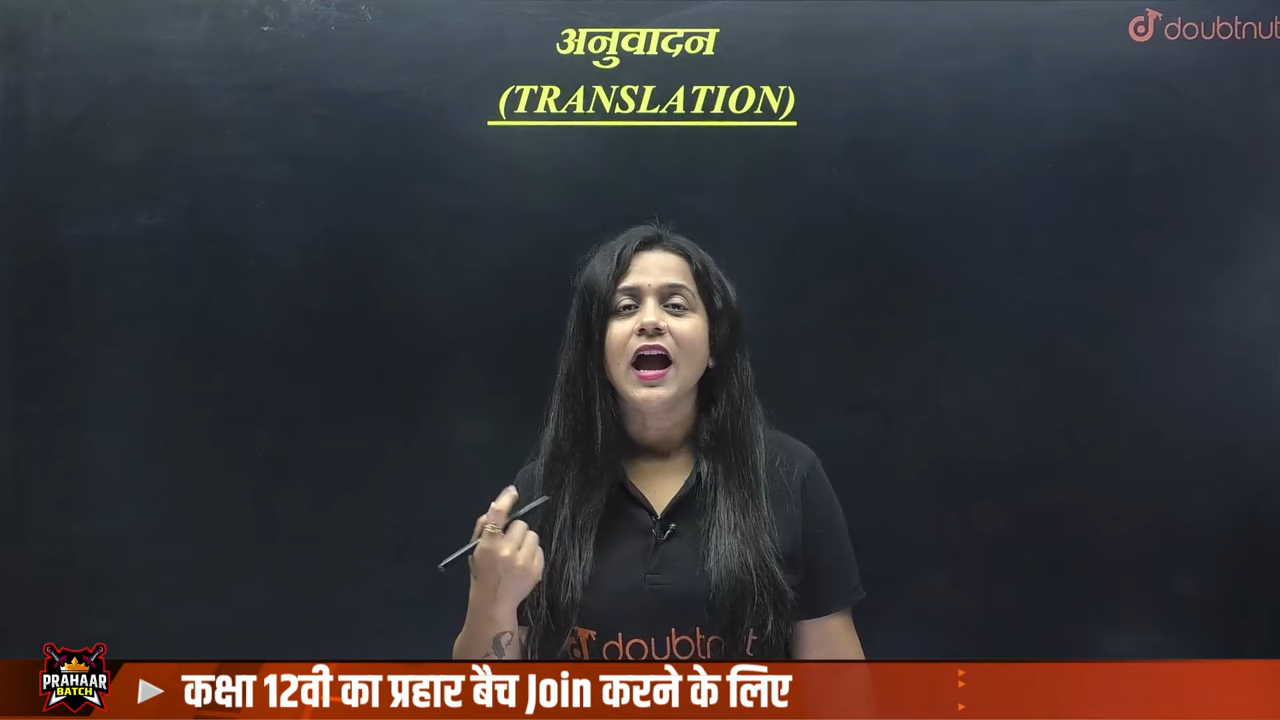 अनुवादन
(TRANSLATION)
doubtnut
doubtnut
PRAHAAR
BATCH
कक्षा 12वी का प्रहार बैच Join करने के लिए